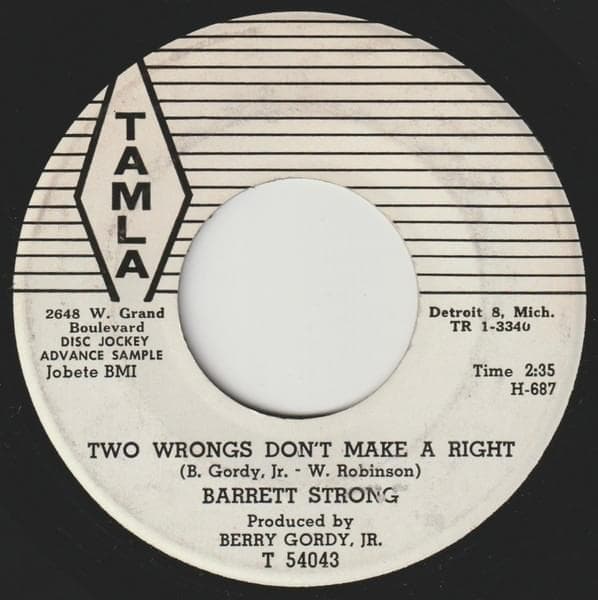 TAMLA
2648 W. Grand
Boulevard
DISC JOCKEY
ADVANCE SAMPLE
Jobete BMI
Detroit 8, Mich.
TR 1-3340
Time 2:35
H-687
TWO WRONGS DON'T MAKE A RIGHT
(B. Gordy, Jr. - W. Robinson)
BARRETT STRONG
Produced by
BERRY GORDY, JR.
T 54043